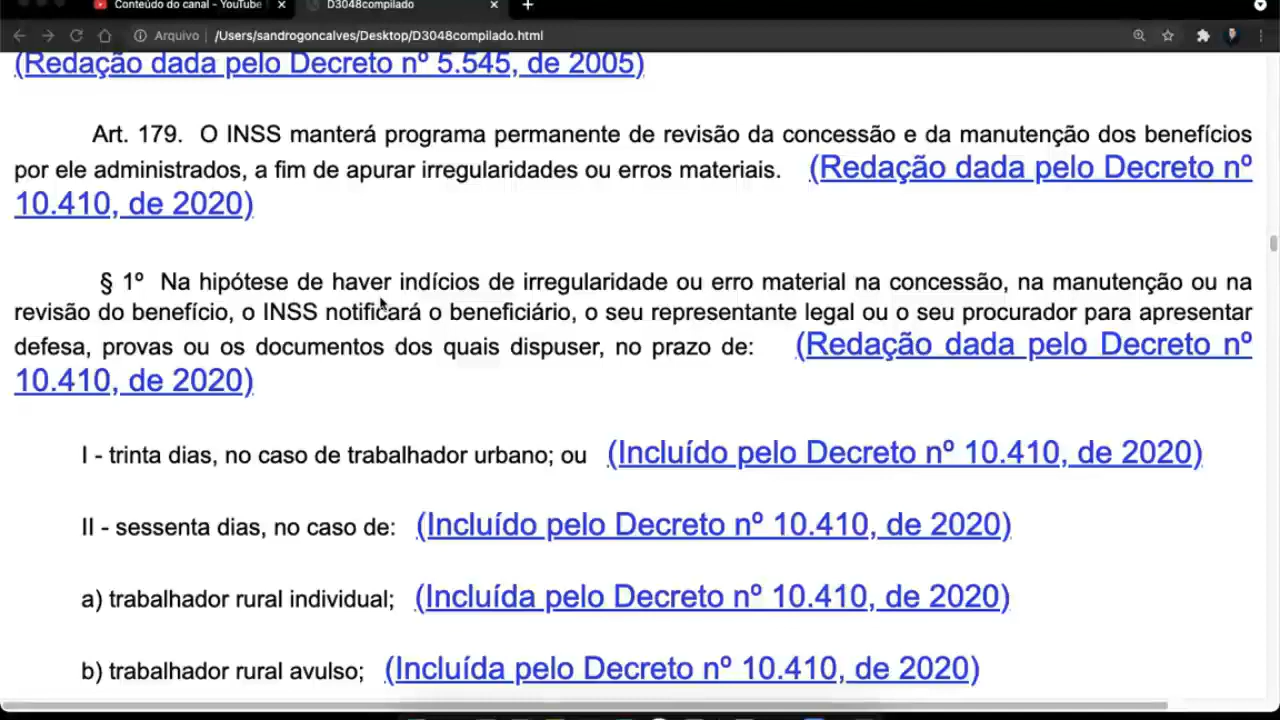 Conteúdo do canal - YouTube
D3048compilado
Arquivo | /Users/sandrogoncalves/Desktop/D3048compilado.html
(Redação dada pelo Decreto nº 5.545, de 2005)
Art. 179. O INSS manterá programa permanente de revisão da concessão e da manutenção dos benefícios
por ele administrados, a fim de apurar irregularidades ou erros materiais. (Redação dada pelo Decreto nº
10.410, de 2020)
§ 1º Na hipótese de haver indícios de irregularidade ou erro material na concessão, na manutenção ou na
revisão do benefício, o INSS notificará o beneficiário, o seu representante legal ou o seu procurador para apresentar
defesa, provas ou os documentos dos quais dispuser, no prazo de: (Redação dada pelo Decreto nº
10.410, de 2020)
I - trinta dias, no caso de trabalhador urbano; ou (Incluído pelo Decreto nº 10.410, de 2020)
II - sessenta dias, no caso de: (Incluído pelo Decreto nº 10.410, de 2020)
a) trabalhador rural individual; (Incluída pelo Decreto nº 10.410, de 2020)
b) trabalhador rural avulso; (Incluída pelo Decreto nº 10.410, de 2020)